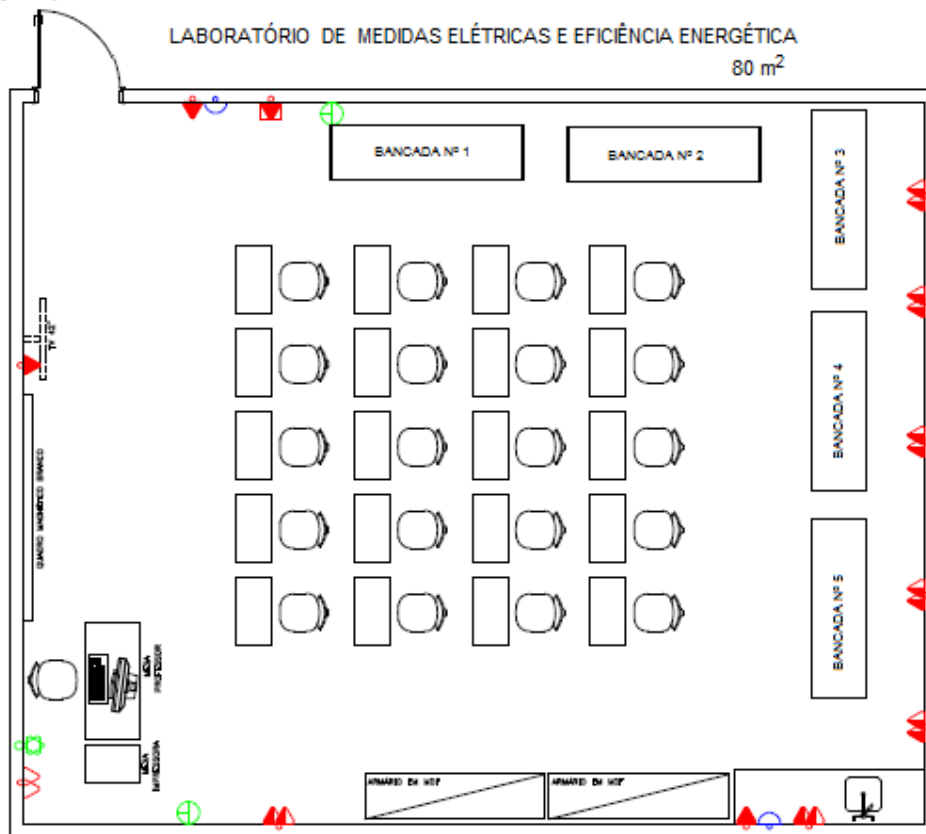 LABORATÓRIO DE MEDIDAS ELÉTRICAS E EFICIÊNCIA ENERGÉTICA
80 m²
BANCADA Nº 1
BANCADA Nº 2
BANCADA Nº 3
TV 42"
BANCADA Nº 4
QUADRO MAGNÉTICO BRANCO
BANCADA Nº 5
MESA
PROFESSOR
MESA
IMPRESSORA
ARMÁRIO EM MDF
ARMÁRIO EM MDF